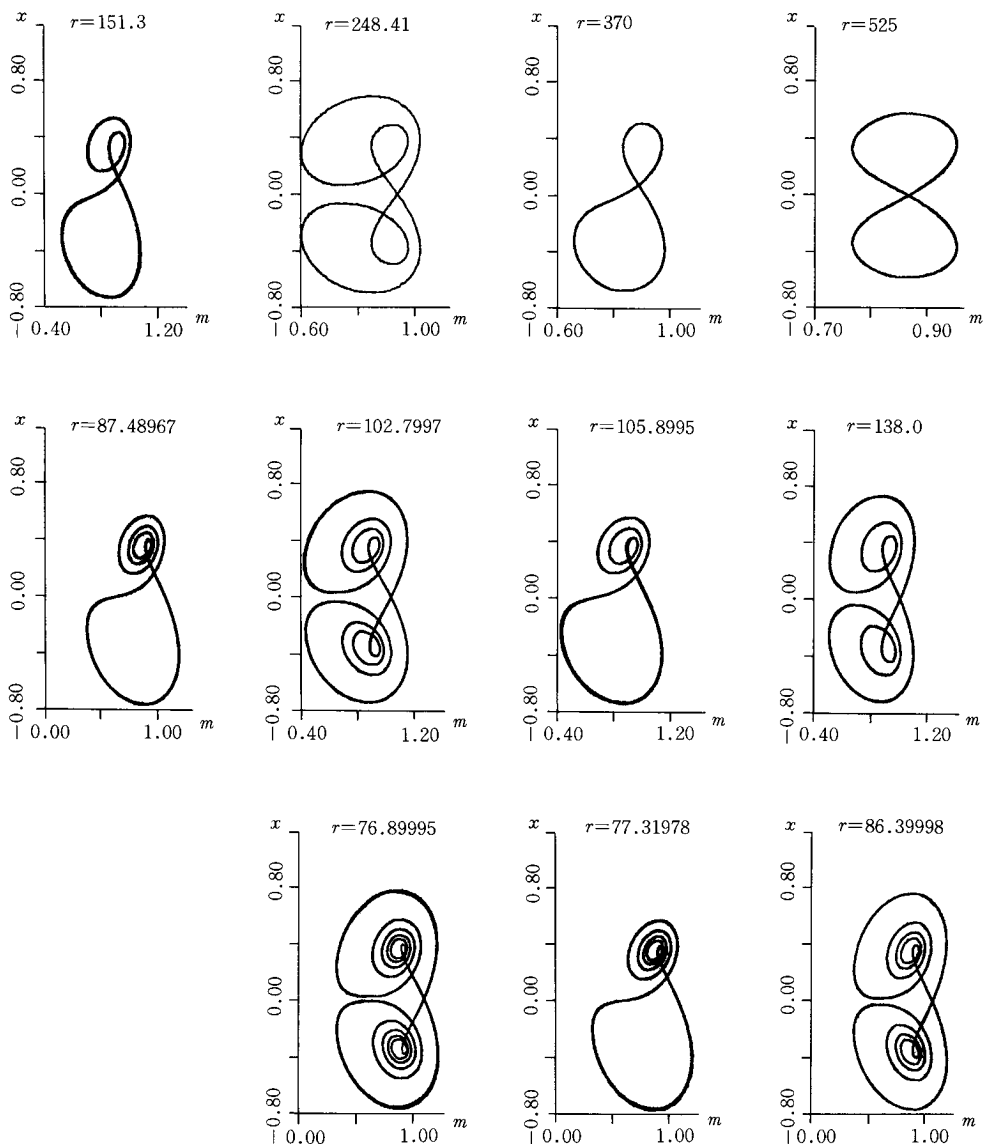 x r=151.3
0.80
0.00
−0.80
0.40 1.20 m
x r=248.41
0.80
0.00
−0.80
0.60 1.00 m
x r=370
0.80
0.00
−0.80
0.60 1.00 m
x r=525
0.80
0.00
−0.80
0.70 0.90 m
x r=87.48967
0.80
0.00
−0.80
0.00 1.00 m
x r=102.7997
0.80
0.00
−0.80
0.40 1.20 m
x r=105.8995
0.80
0.00
−0.80
0.40 1.20 m
x r=138.0
0.80
0.00
−0.80
0.40 1.20 m
x r=76.89995
0.80
0.00
−0.80
0.00 1.00 m
x r=77.31978
0.80
0.00
−0.80
0.00 1.00 m
x r=86.39998
0.80
0.00
−0.80
0.00 1.00 m